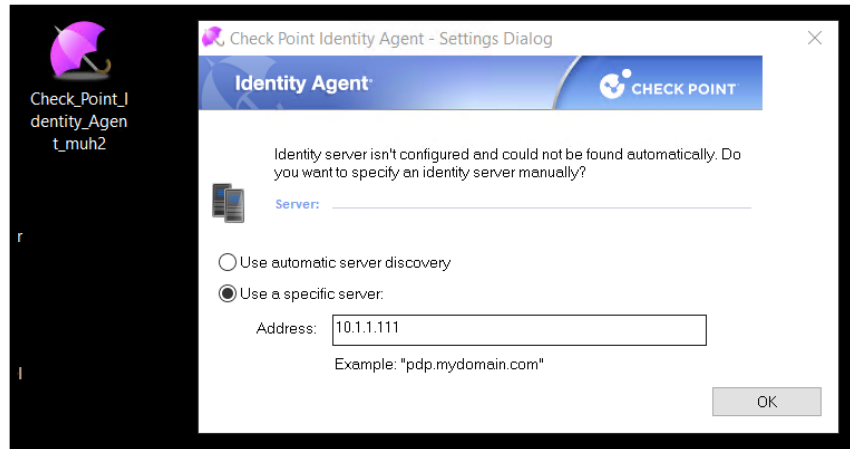 Check Point Identity Agent - Settings Dialog
Identity Agent
CHECK POINT
Check_Point_I
dentity_Agen
t_muh2
Identity server isn't configured and could not be found automatically. Do
you want to specify an identity server manually?
Server:
r
Use automatic server discovery
Use a specific server:
Address: 10.1.1.111
Example: "pdp.mydomain.com"
l
OK